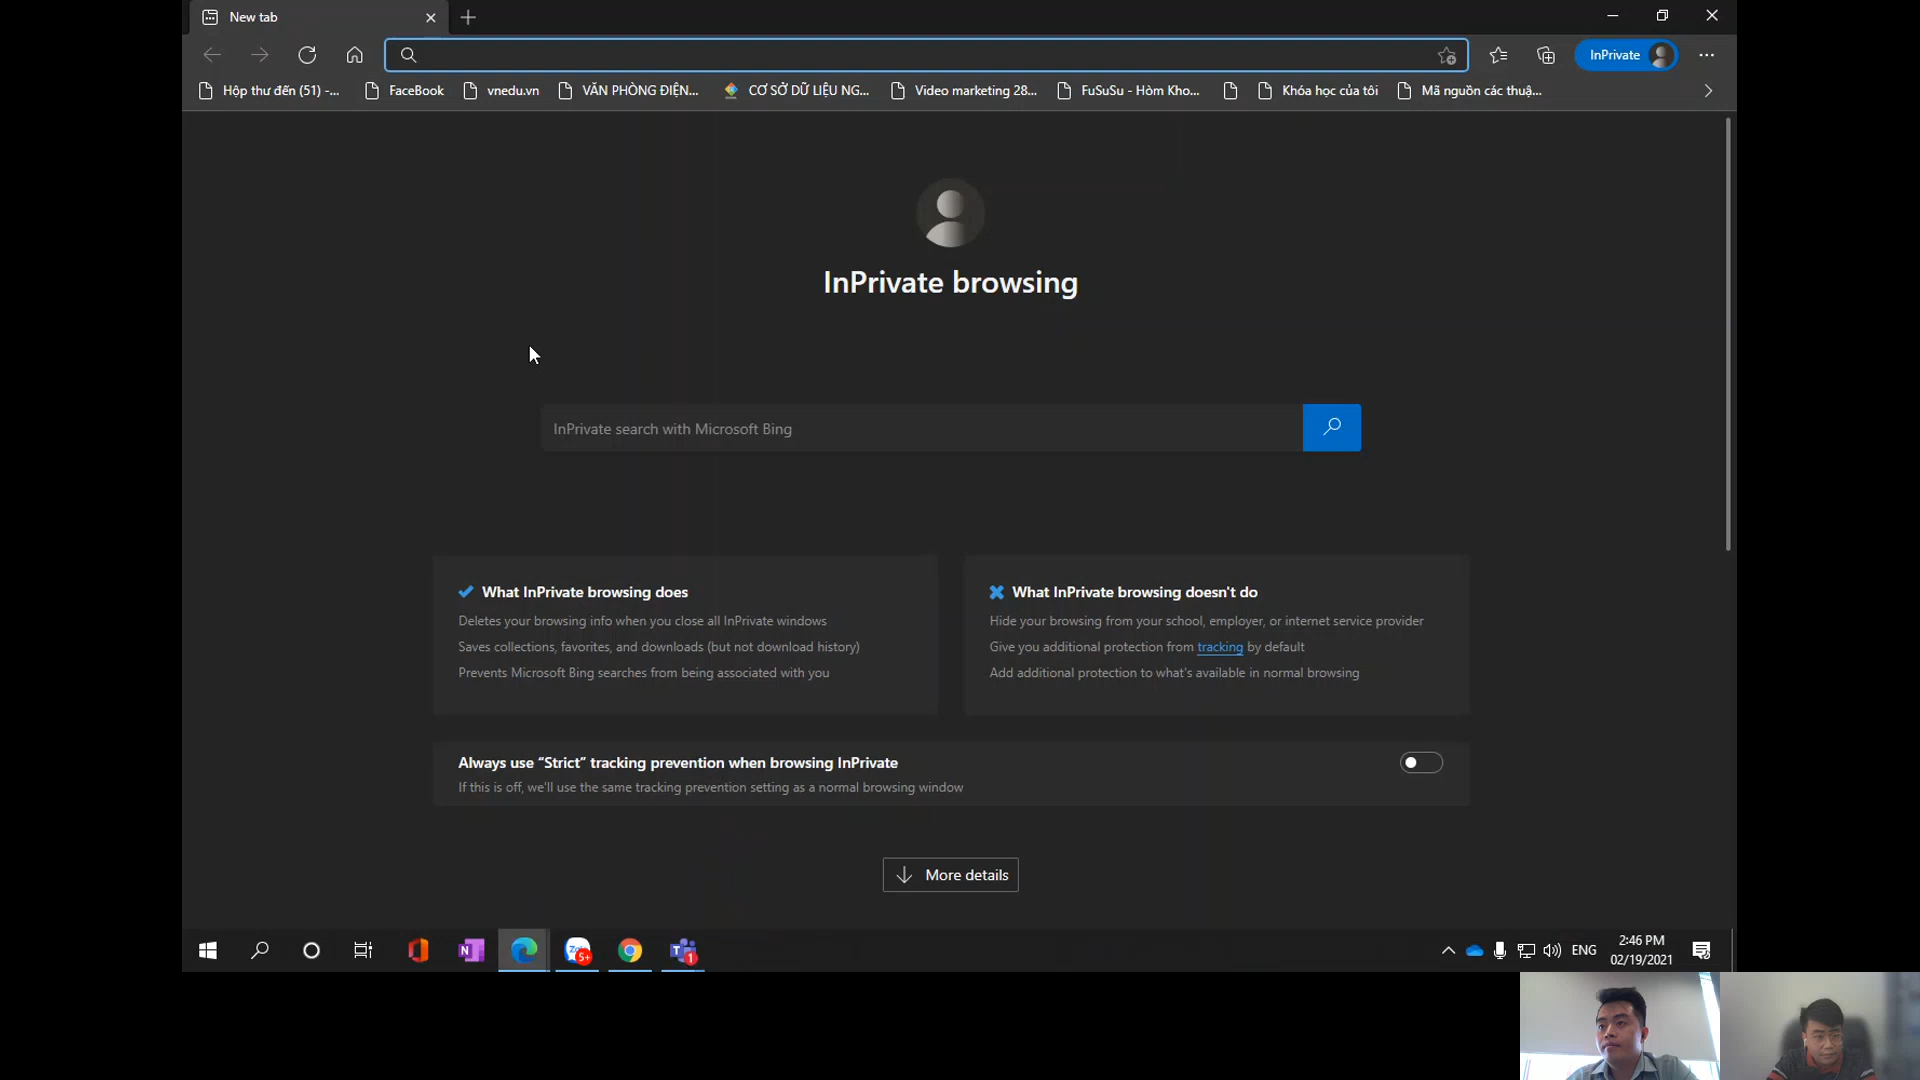 New tab
InPrivate
Hộp thư đến (51) -... FaceBook vnedu.vn VĂN PHÒNG ĐIỆN... CƠ SỞ DỮ LIỆU NG... Video marketing 28... FuSuSu - Hòm Kho... Khóa học của tôi Mã nguồn các thuậ...
InPrivate browsing
InPrivate search with Microsoft Bing
What InPrivate browsing does
Deletes your browsing info when you close all InPrivate windows
Saves collections, favorites, and downloads (but not download history)
Prevents Microsoft Bing searches from being associated with you
What InPrivate browsing doesn't do
Hide your browsing from your school, employer, or internet service provider
Give you additional protection from tracking by default
Add additional protection to what's available in normal browsing
Always use “Strict” tracking prevention when browsing InPrivate
If this is off, we'll use the same tracking prevention setting as a normal browsing window
More details
N Zalo 5+ T 1 ENG 2:46 PM
02/19/2021